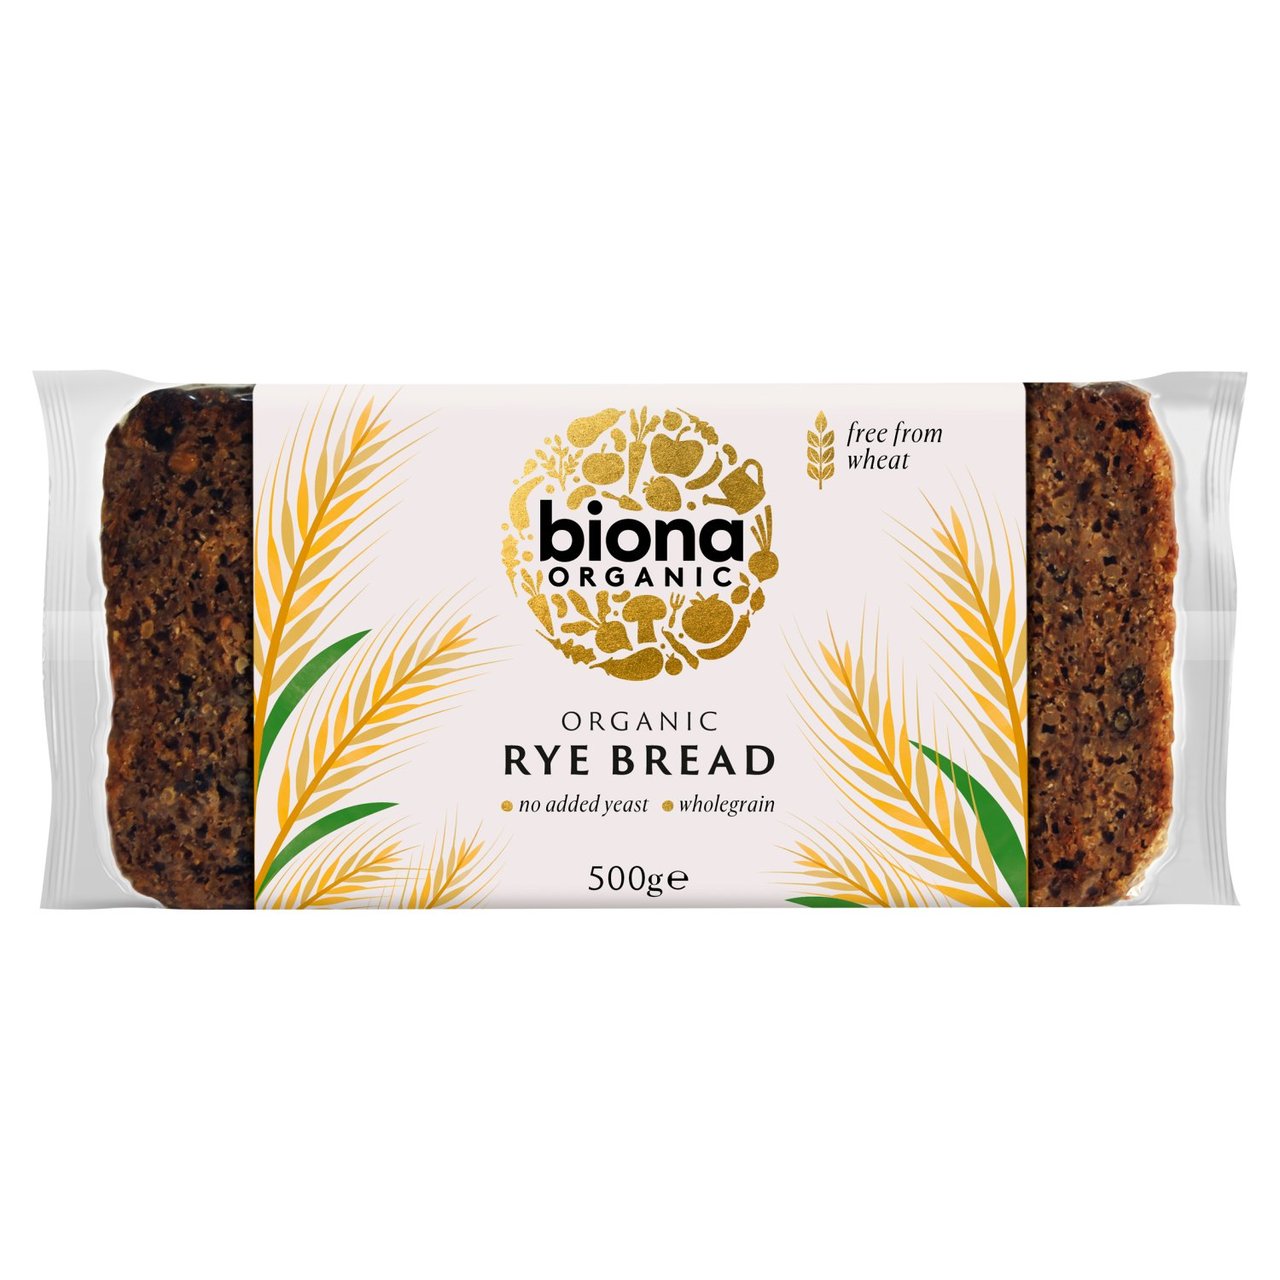 free from
wheat
biona
ORGANIC
ORGANIC
RYE BREAD
no added yeast • wholegrain
500g e